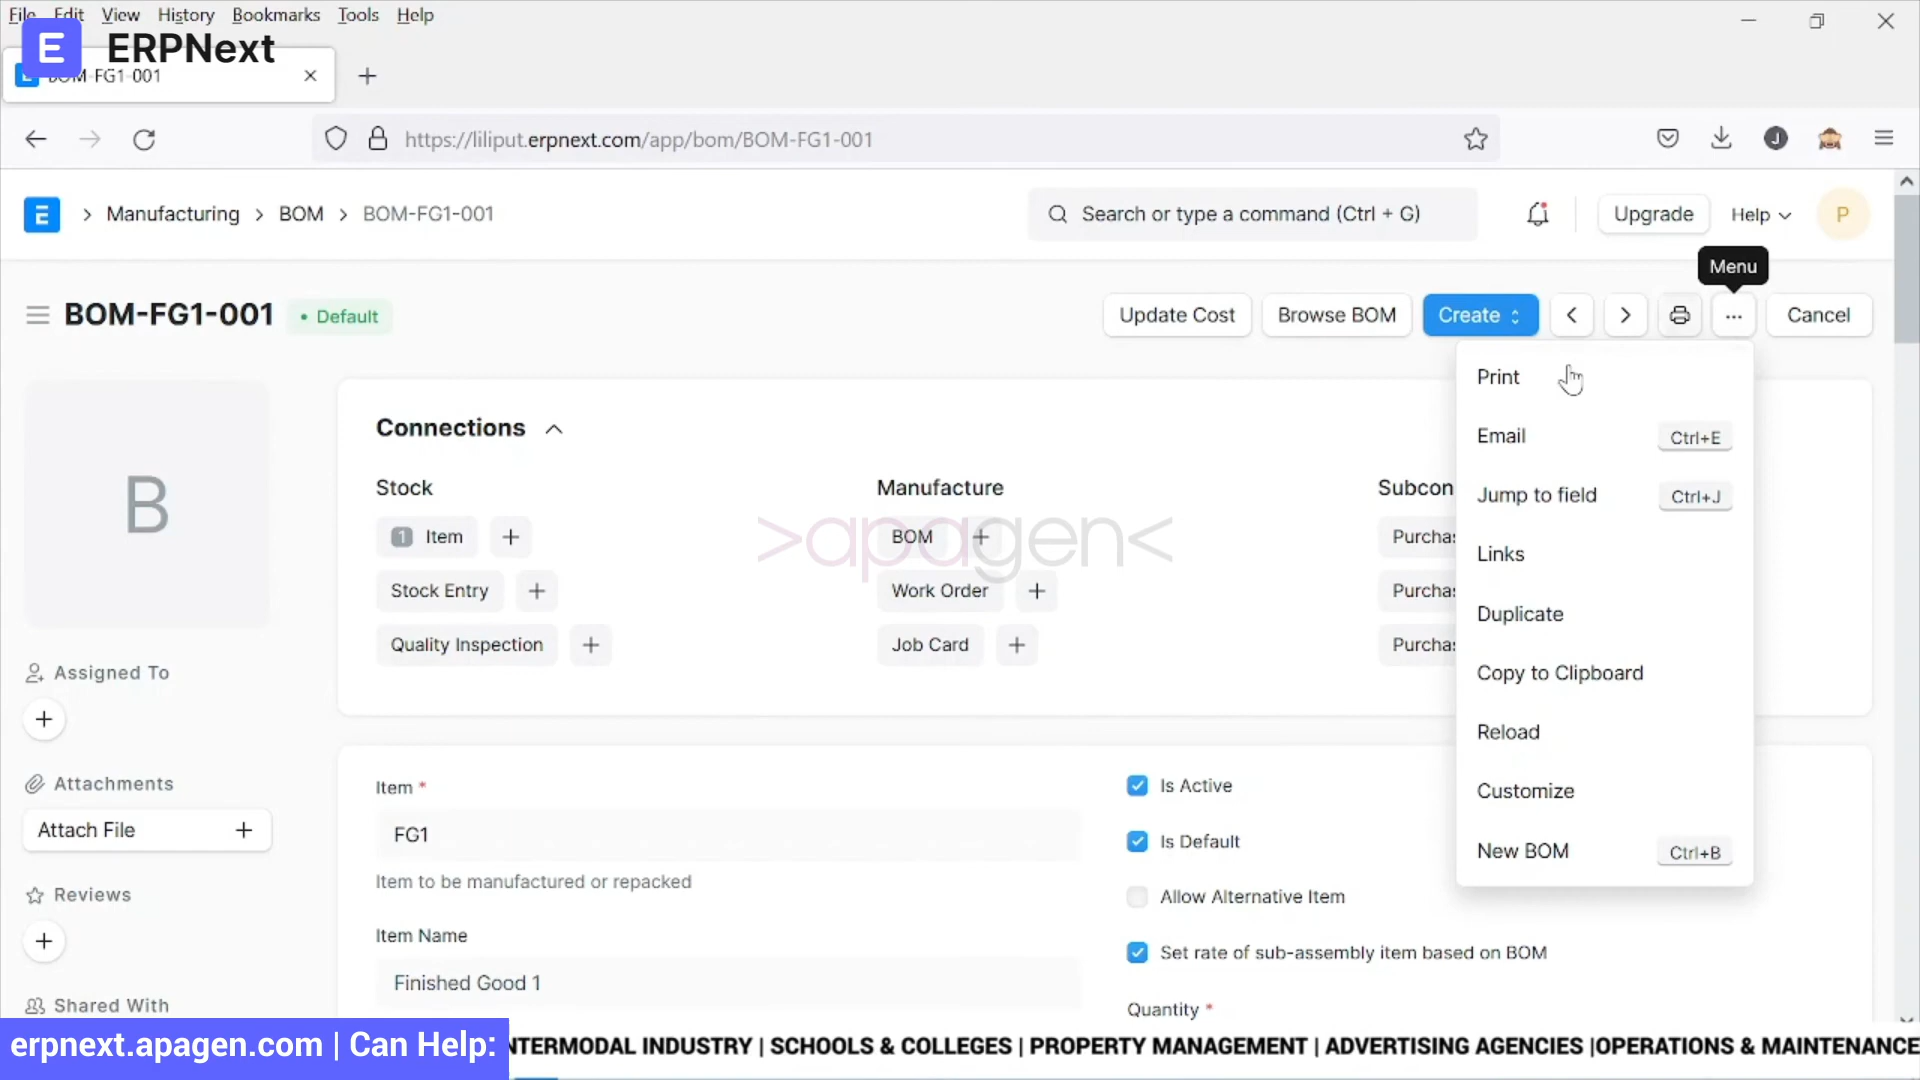 File Edit View History Bookmarks Tools Help
E ERPNext
BOM-FG1-001
https://liliput.erpnext.com/app/bom/BOM-FG1-001
J
E > Manufacturing > BOM > BOM-FG1-001
Search or type a command (Ctrl + G)
Upgrade
Help
P
Menu
BOM-FG1-001
• Default
Update Cost
Browse BOM
Create
...
Cancel
Print
Email Ctrl+E
Jump to field Ctrl+J
Links
Duplicate
Copy to Clipboard
Reload
Customize
New BOM Ctrl+B
B
Connections
Stock
1 Item +
Stock Entry +
Quality Inspection +
Manufacture
BOM +
Work Order +
Job Card +
Subcon
Purchas
Purchas
Purchas
>apagen<
Assigned To
+
Attachments
Attach File +
Reviews
+
Shared With
Item *
FG1
Item to be manufactured or repacked
Item Name
Finished Good 1
Is Active
Is Default
Allow Alternative Item
Set rate of sub-assembly item based on BOM
Quantity *
erpnext.apagen.com | Can Help:
NTERMODAL INDUSTRY | SCHOOLS & COLLEGES | PROPERTY MANAGEMENT | ADVERTISING AGENCIES |OPERATIONS & MAINTENANCE